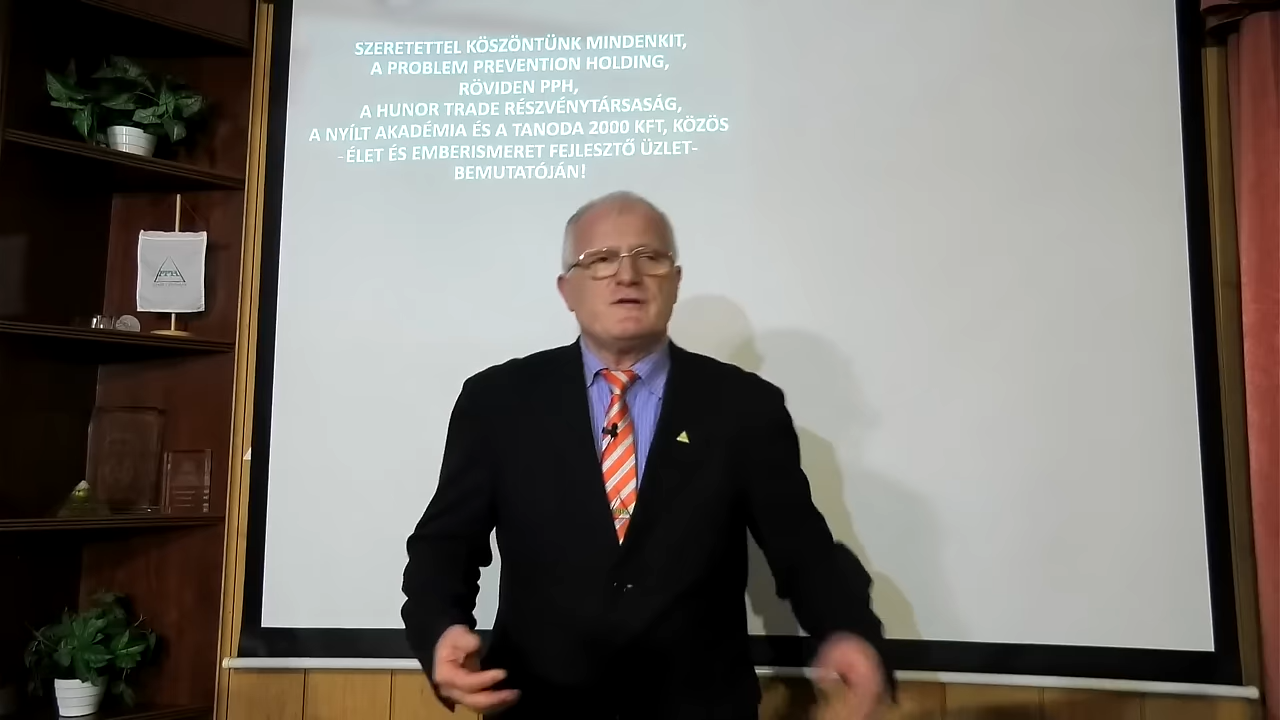 SZERETETTEL KÖSZÖNTÜNK MINDENKIT,
A PROBLEM PREVENTION HOLDING,
RÖVIDEN PPH,
A HUNOR TRADE RÉSZVÉNYTÁRSASÁG,
A NYÍLT AKADÉMIA ÉS A TANODA 2000 KFT, KÖZÖS
-ÉLET ÉS EMBERISMERET FEJLESZTŐ ÜZLET-
BEMUTATÓJÁN!
PPH